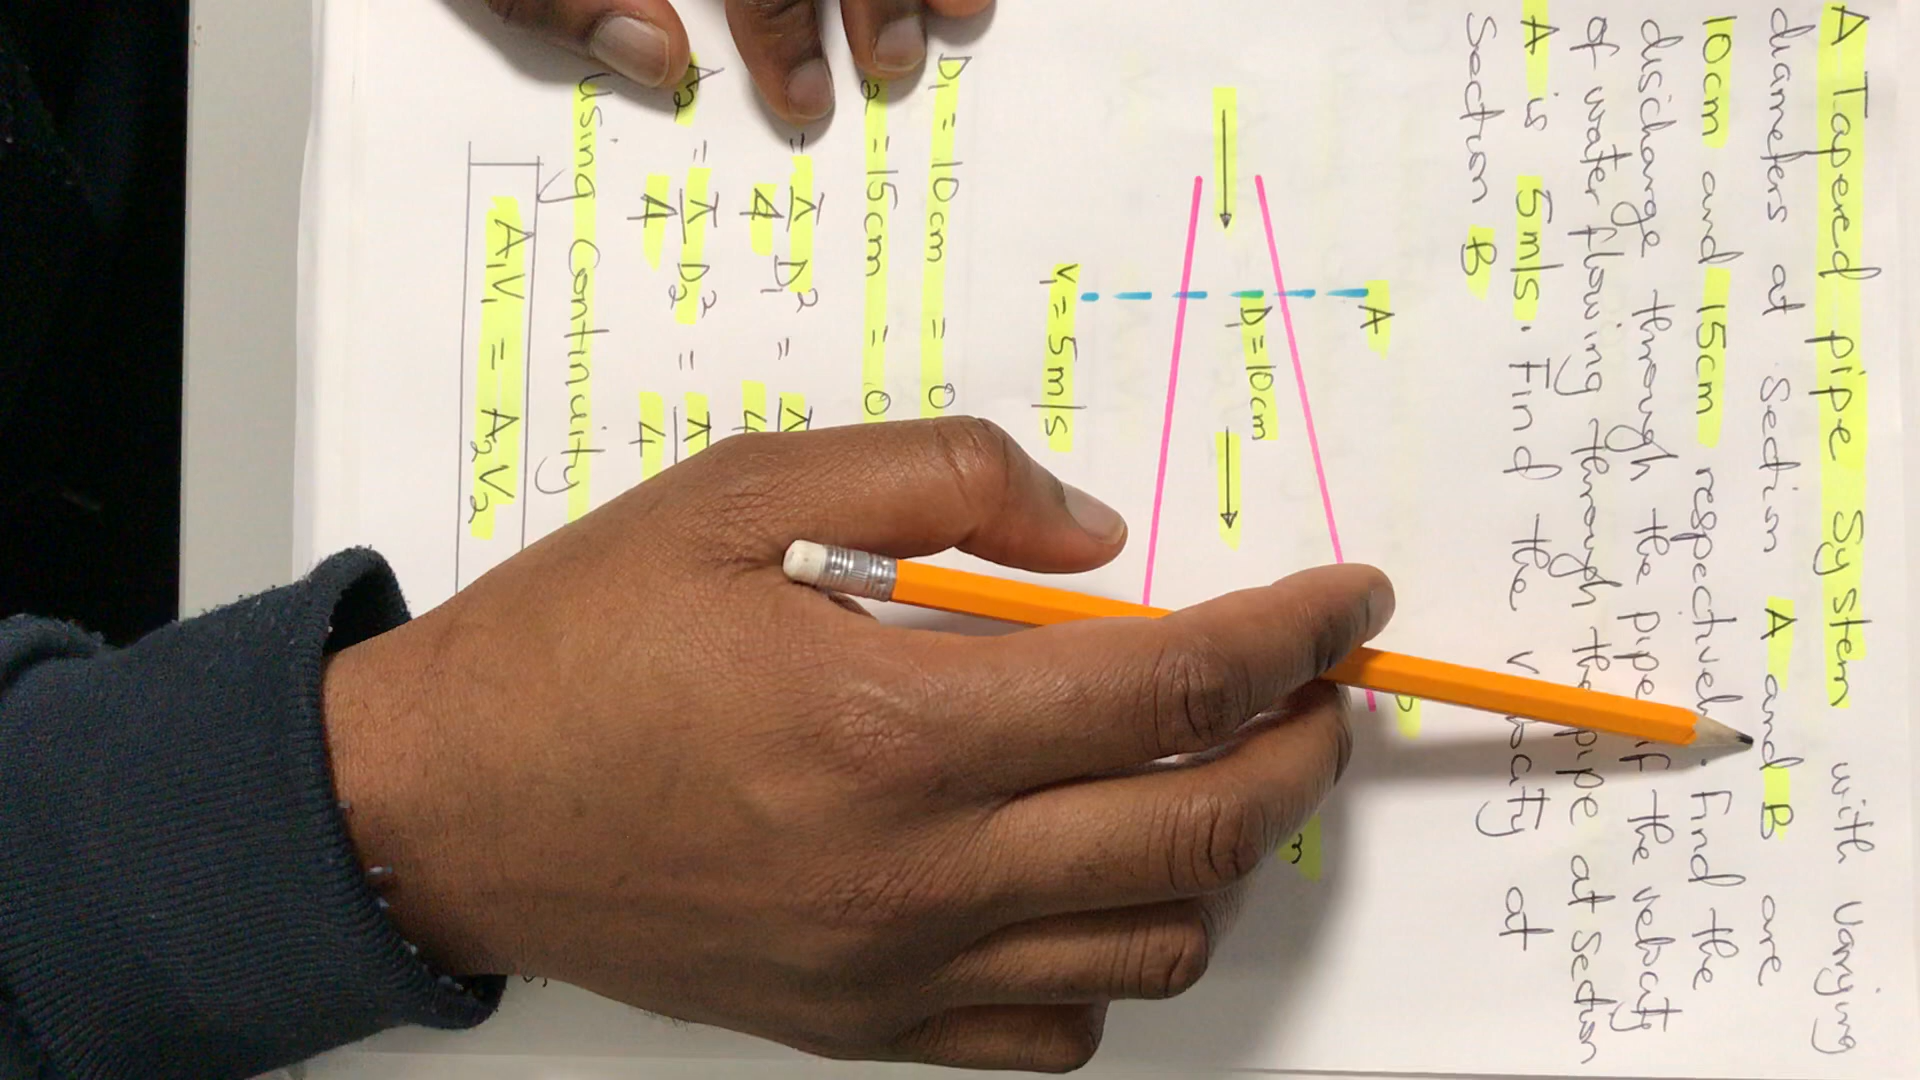 A Tapered pipe System with varying
diameters at Section A and B are
10cm and 15cm respectively. Find the
discharge through the pipe if the velocity
of water flowing through the pipe at Section
A is 5m/s. Find the velocity at
Section B
A
D₁=10cm
V₁=5m/s
D₁=10cm = 0
=15cm = 0
= π/4 D₁² = π/4
A₂ = π/4 D₂² = π/4
Using Continuity
A₁V₁ = A₂V₂